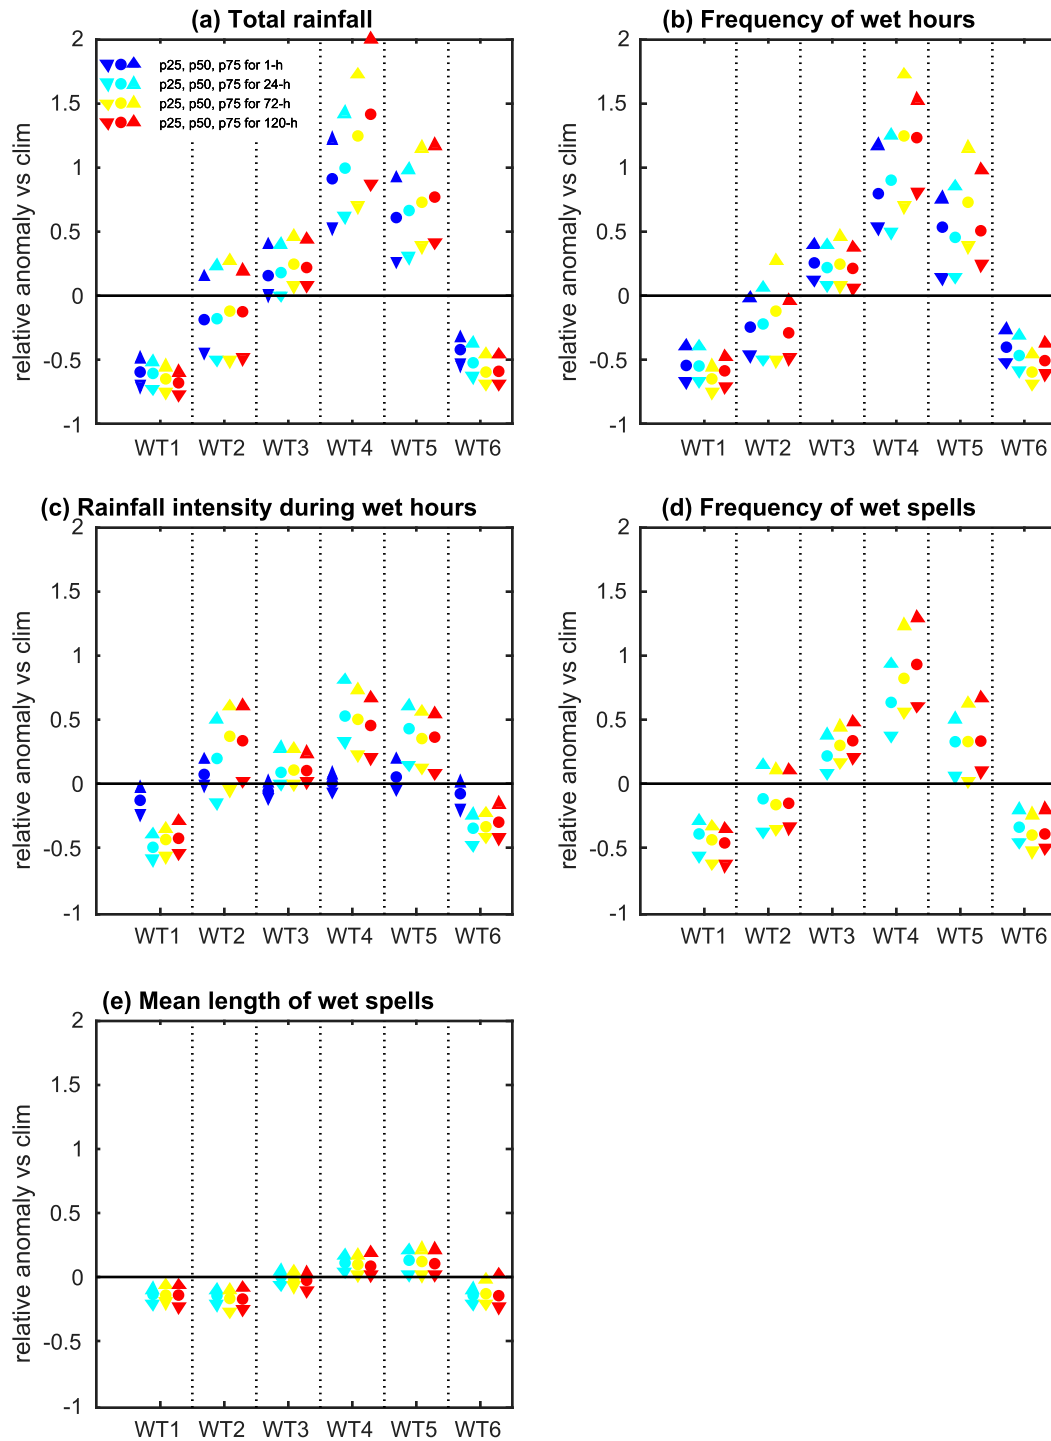 (a) Total rainfall
2
1.5
1
0.5
0
-0.5
-1
relative anomaly vs clim
p25, p50, p75 for 1-h
p25, p50, p75 for 24-h
p25, p50, p75 for 72-h
p25, p50, p75 for 120-h
WT1 WT2 WT3 WT4 WT5 WT6
(b) Frequency of wet hours
2
1.5
1
0.5
0
-0.5
-1
relative anomaly vs clim
WT1 WT2 WT3 WT4 WT5 WT6
(c) Rainfall intensity during wet hours
2
1.5
1
0.5
0
-0.5
-1
relative anomaly vs clim
WT1 WT2 WT3 WT4 WT5 WT6
(d) Frequency of wet spells
2
1.5
1
0.5
0
-0.5
-1
relative anomaly vs clim
WT1 WT2 WT3 WT4 WT5 WT6
(e) Mean length of wet spells
2
1.5
1
0.5
0
-0.5
-1
relative anomaly vs clim
WT1 WT2 WT3 WT4 WT5 WT6